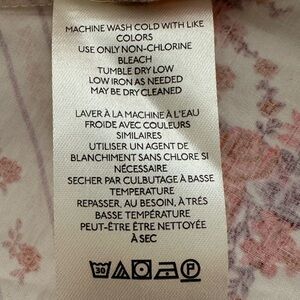 MACHINE WASH COLD WITH LIKE
COLORS
USE ONLY NON-CHLORINE
BLEACH
TUMBLE DRY LOW
LOW IRON AS NEEDED
MAY BE DRY CLEANED
LAVER À LA MACHINE À L'EAU
FROIDE AVEC COULEURS
SIMILAIRES
UTILISER UN AGENT DE
BLANCHIMENT SANS CHLORE SI
NÉCESSAIRE
SECHER PAR CULBUTAGE À BASSE
TEMPERATURE
REPASSER, AU BESOIN, À TRÉS
BASSE TEMPÉRATURE
PEUT-ÊTRE ÊTRE NETTOYÉE
À SEC
30 P